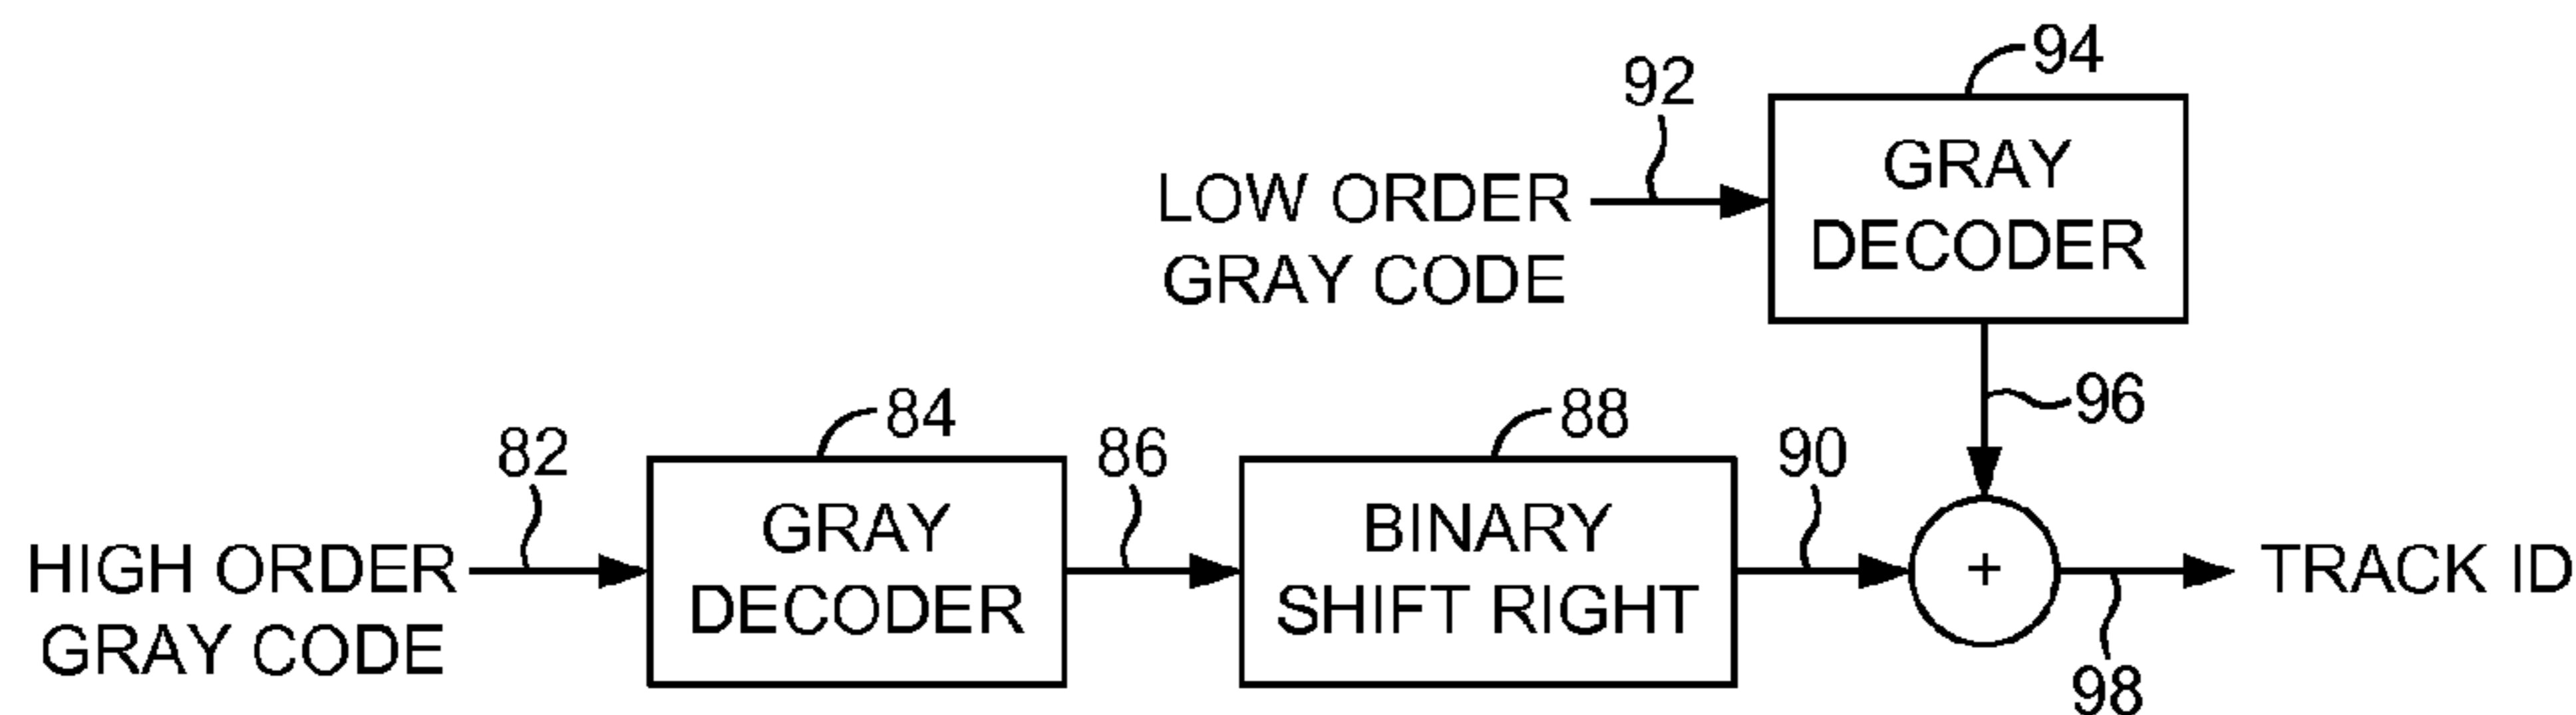 94
92
GRAY
DECODER
LOW ORDER
GRAY CODE
96
84
88
82
86
90
GRAY
DECODER
BINARY
SHIFT RIGHT
+
HIGH ORDER
GRAY CODE
TRACK ID
98